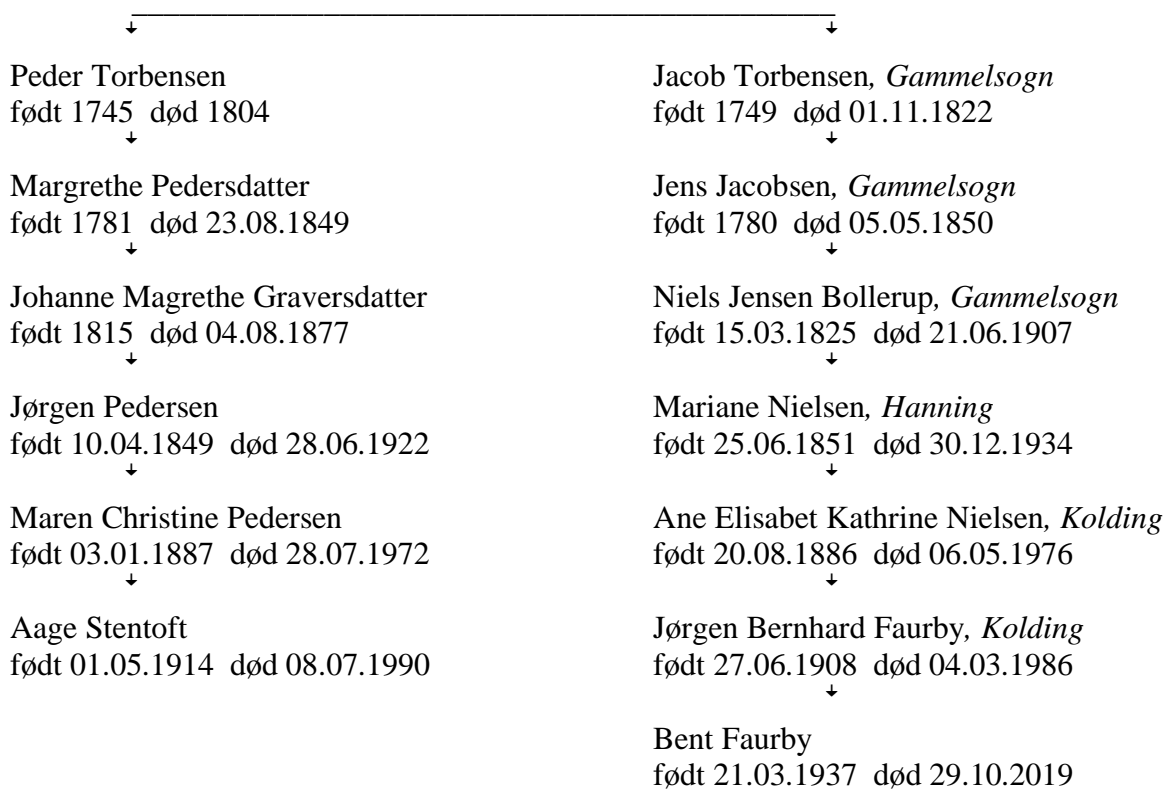 Peder Torbensen
født 1745 død 1804
Margrethe Pedersdatter
født 1781 død 23.08.1849
Johanne Magrethe Graversdatter
født 1815 død 04.08.1877
Jørgen Pedersen
født 10.04.1849 død 28.06.1922
Maren Christine Pedersen
født 03.01.1887 død 28.07.1972
Aage Stentoft
født 01.05.1914 død 08.07.1990
Jacob Torbensen, Gammelsogn
født 1749 død 01.11.1822
Jens Jacobsen, Gammelsogn
født 1780 død 05.05.1850
Niels Jensen Bollerup, Gammelsogn
født 15.03.1825 død 21.06.1907
Mariane Nielsen, Hanning
født 25.06.1851 død 30.12.1934
Ane Elisabet Kathrine Nielsen, Kolding
født 20.08.1886 død 06.05.1976
Jørgen Bernhard Faurby, Kolding
født 27.06.1908 død 04.03.1986
Bent Faurby
født 21.03.1937 død 29.10.2019